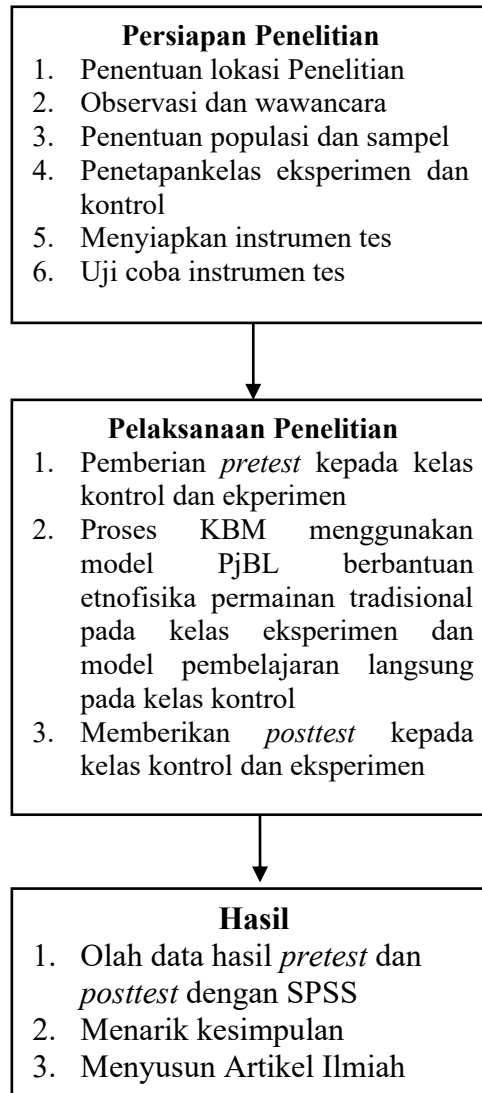 Persiapan Penelitian
1. Penentuan lokasi Penelitian
2. Observasi dan wawancara
3. Penentuan populasi dan sampel
4. Penetapankelas eksperimen dan
kontrol
5. Menyiapkan instrumen tes
6. Uji coba instrumen tes
Pelaksanaan Penelitian
1. Pemberian pretest kepada kelas
kontrol dan ekperimen
2. Proses KBM menggunakan
model PjBL berbantuan
etnofisika permainan tradisional
pada kelas eksperimen dan
model pembelajaran langsung
pada kelas kontrol
3. Memberikan posttest kepada
kelas kontrol dan eksperimen
Hasil
1. Olah data hasil pretest dan
posttest dengan SPSS
2. Menarik kesimpulan
3. Menyusun Artikel Ilmiah